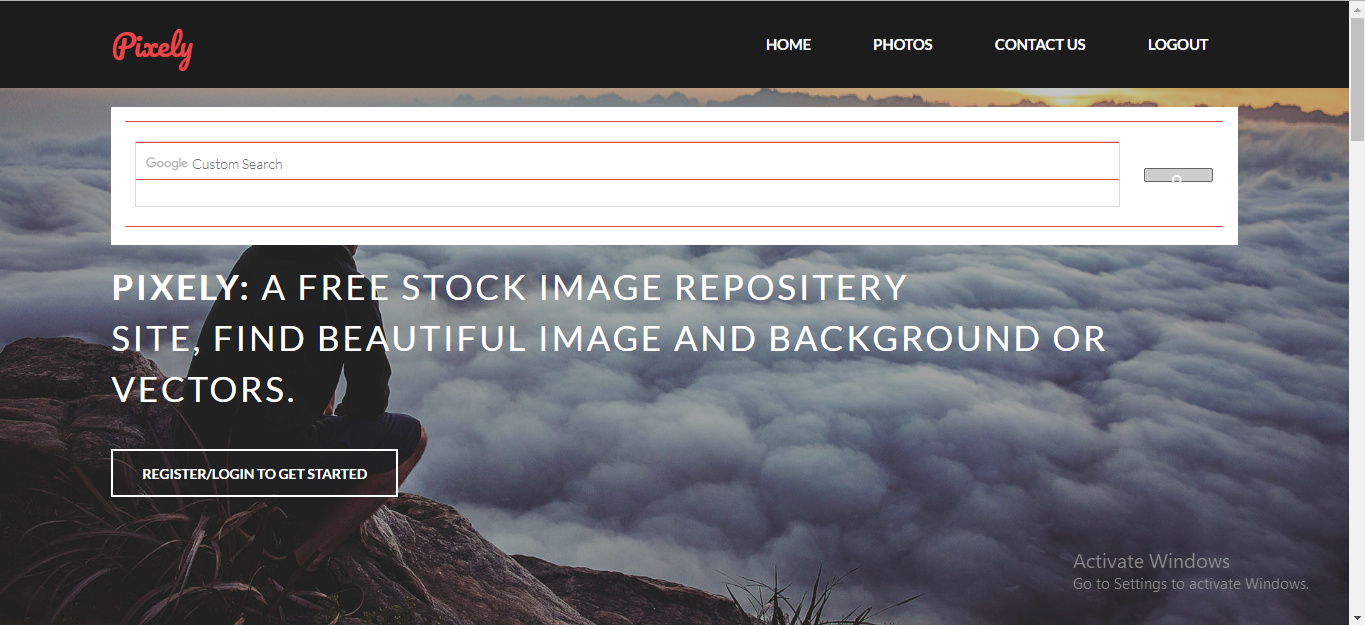 Pixely
HOME PHOTOS CONTACT US LOGOUT
Google Custom Search
PIXELY: A FREE STOCK IMAGE REPOSITERY
SITE, FIND BEAUTIFUL IMAGE AND BACKGROUND OR
VECTORS.
REGISTER/LOGIN TO GET STARTED
Activate Windows
Go to Settings to activate Windows.